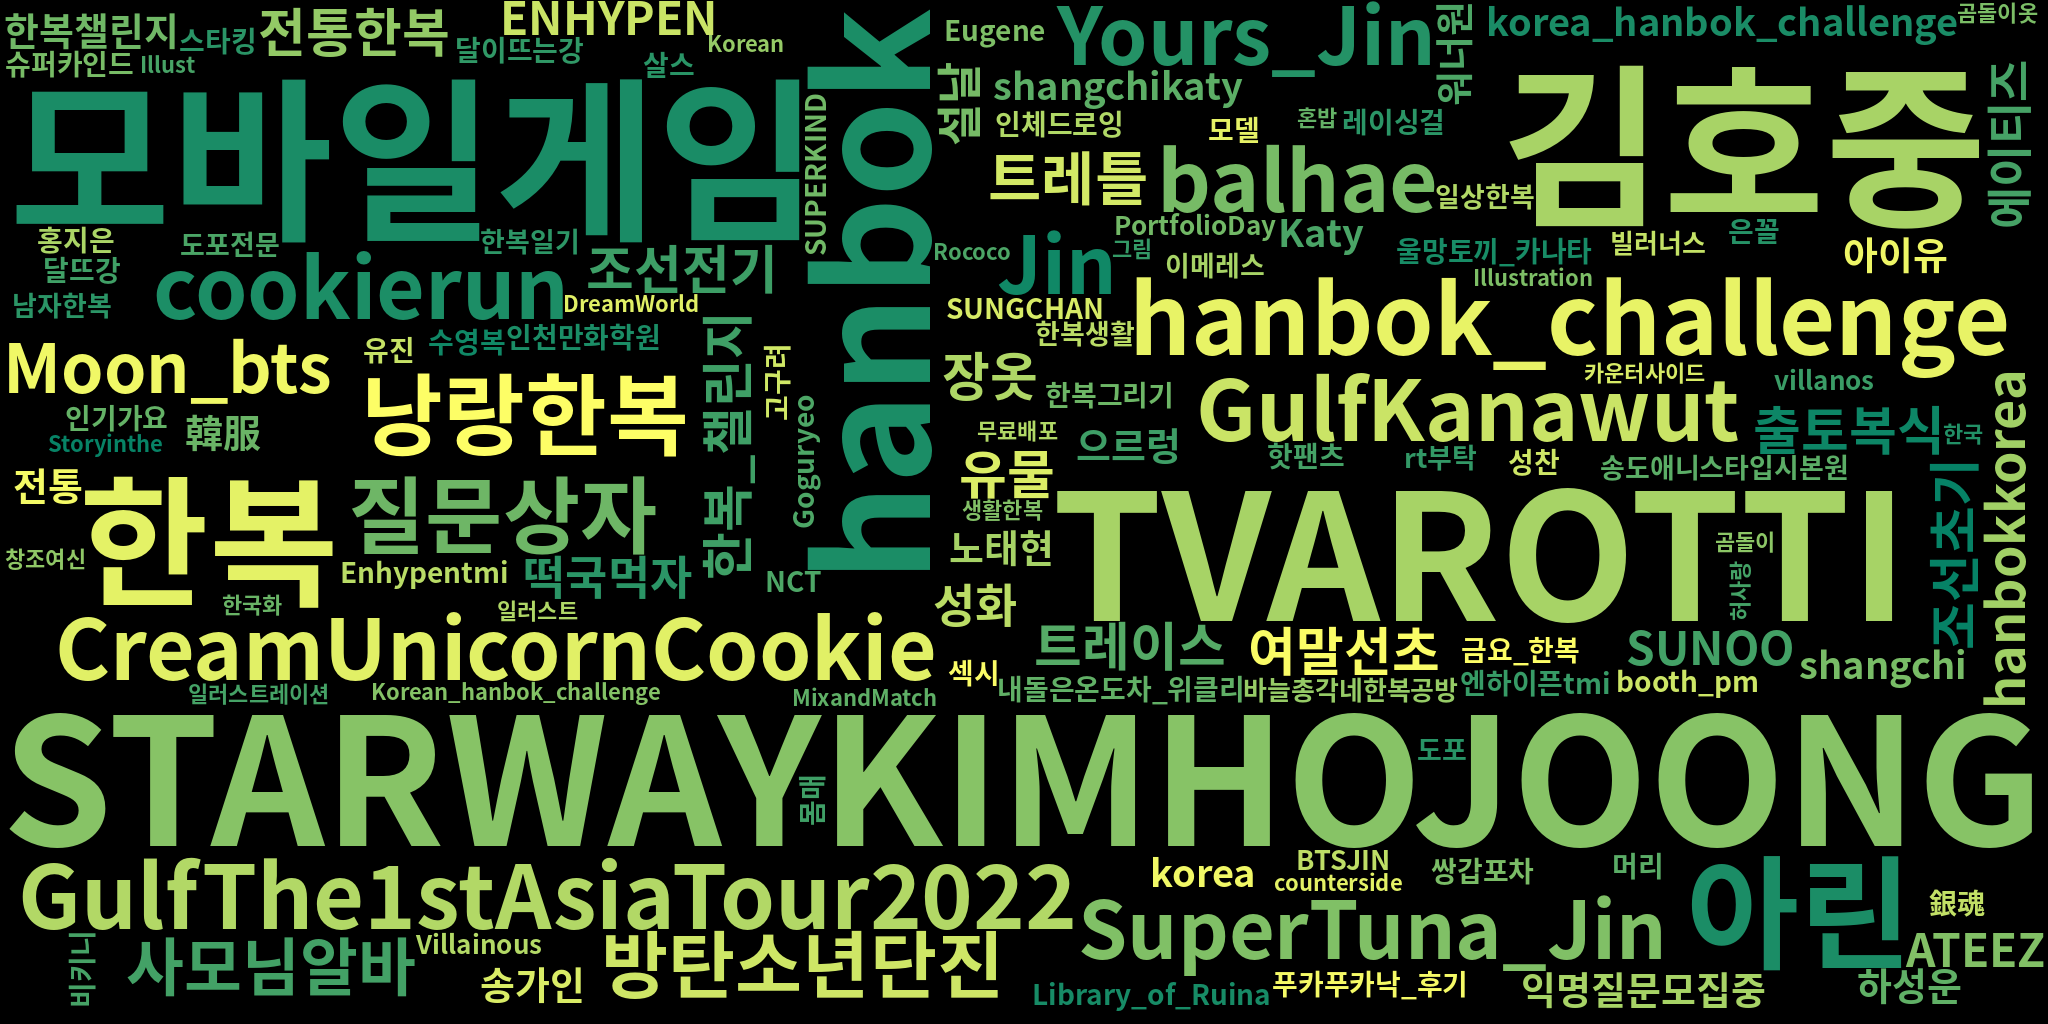 한복챌린지
스타킹
전통한복
ENHYPEN
달이뜨는강
Korean
슈퍼카인드
Illust
살스
모바일게임
SUPERKIND
hanbok
Eugene
Yours_Jin
워너원
korea_hanbok_challenge
곰돌이옷
설날
shangchikaty
인체드로잉
모델
혼밥
레이싱걸
김호중
에이티즈
트레틀
balhae
일상한복
홍지은
도포전문
한복일기
조선전기
달뜨강
cookierun
남자한복
DreamWorld
Rococo
Jin
그림
PortfolioDay
Katy
이메레스
울망토끼_카나타
빌러너스
은꼴
아이유
Illustration
SUNGCHAN
한복생활
hanbok_challenge
Moon_bts
유진
수영복
인천만화학원
한복_챌린지
고구려
낭랑한복
인기가요
Storyinthe
韓服
Goguryeo
장옷
한복그리기
GulfKanawut
카운터사이드
villanos
출토복식
한국
hanbokkorea
무료배포
으르렁
핫팬츠
rt부탁
성찬
송도애니스타입시본원
전통
한복
질문상자
유물
생활한복
TVAROTTI
조선초기
창조여신
Enhypentmi
떡국먹자
NCT
노태현
곰돌이
허사랑
한국화
일러스트
성화
CreamUnicornCookie
트레이스
여말선초
금요_한복
SUNOO
shangchi
섹시
내돌은온도차_위클리
바늘총각네한복공방
엔하이픈tmi
booth_pm
일러스트레이션
Korean_hanbok_challenge
MixandMatch
STARWAYKIMHOJOONG
몸매
도포
GulfThe1stAsiaTour2022
korea
BTSJIN
counterside
쌍갑포차
머리
아린
銀魂
SuperTuna_Jin
ATEEZ
비키니
사모님알바
Villainous
송가인
방탄소년단진
Library_of_Ruina
푸카푸카낙_후기
익명질문모집중
하성운